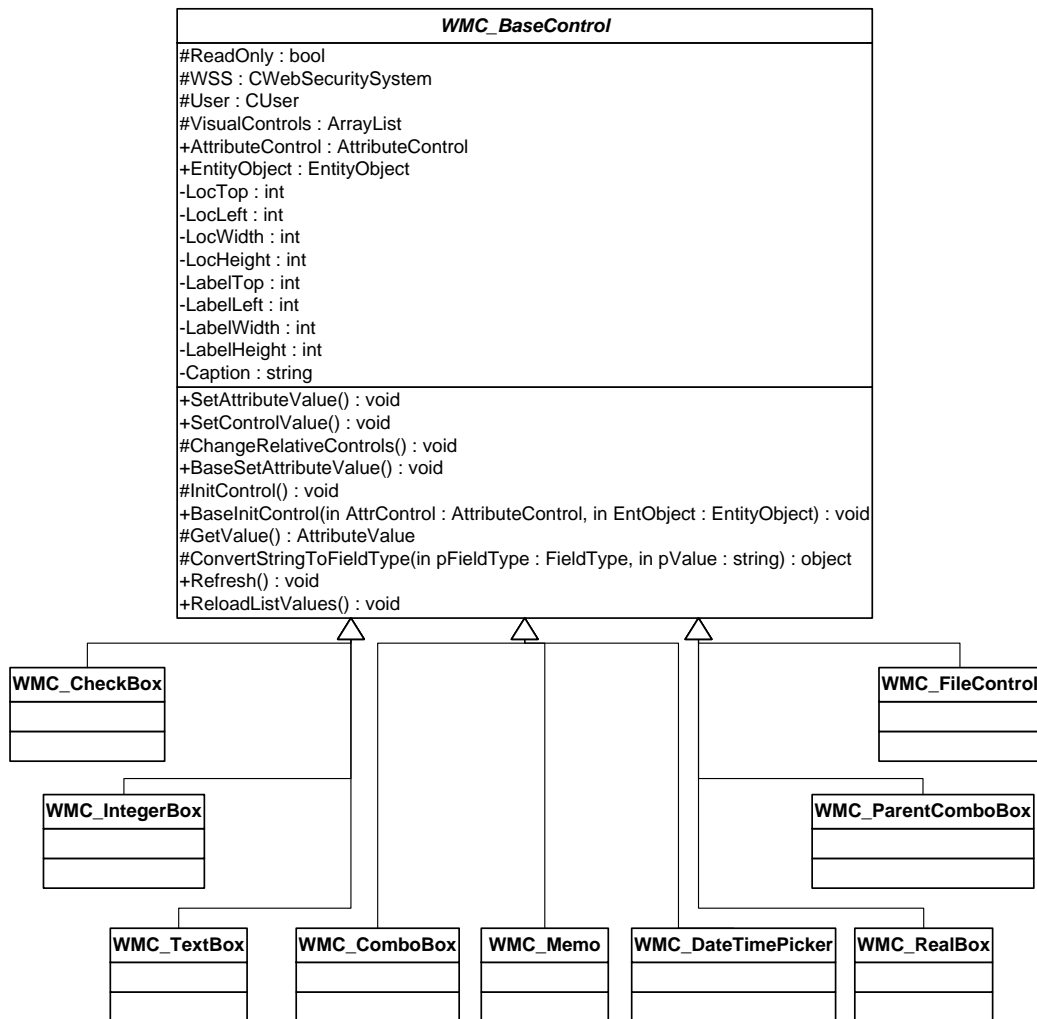 WMC_BaseControl
#ReadOnly : bool
#WSS : CWebSecuritySystem
#User : CUser
#VisualControls : ArrayList
+AttributeControl : AttributeControl
+EntityObject : EntityObject
-LocTop : int
-LocLeft : int
-LocWidth : int
-LocHeight : int
-LabelTop : int
-LabelLeft : int
-LabelWidth : int
-LabelHeight : int
-Caption : string
+SetAttributeValue() : void
+SetControlValue() : void
#ChangeRelativeControls() : void
+BaseSetAttributeValue() : void
#InitControl() : void
+BaseInitControl(in AttrControl : AttributeControl, in EntObject : EntityObject) : void
#GetValue() : AttributeValue
#ConvertStringToFieldType(in pFieldType : FieldType, in pValue : string) : object
+Refresh() : void
+ReloadListValues() : void
WMC_CheckBox
WMC_FileControl
WMC_IntegerBox
WMC_ParentComboBox
WMC_TextBox
WMC_ComboBox
WMC_Memo
WMC_DateTimePicker
WMC_RealBox